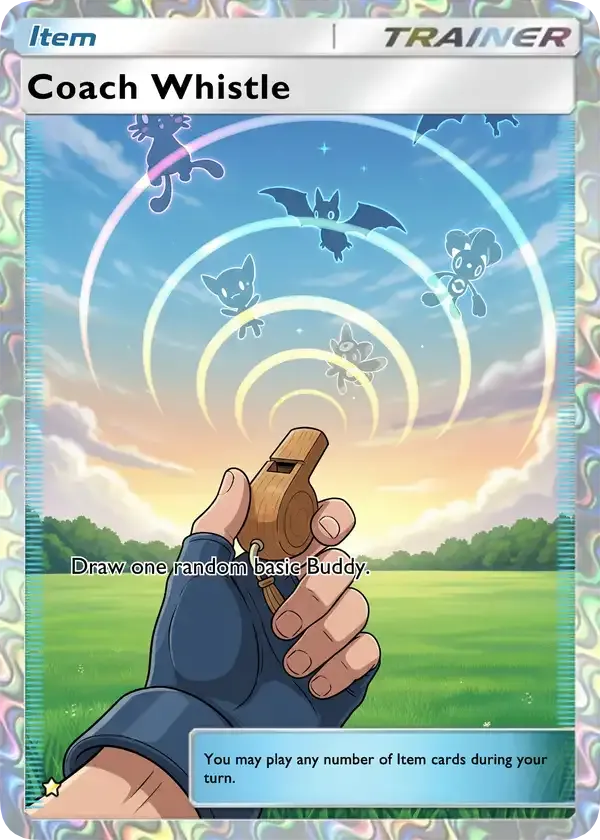 Item
TRAINER
Coach Whistle
Draw one random basic Buddy.
You may play any number of Item cards during your
turn.